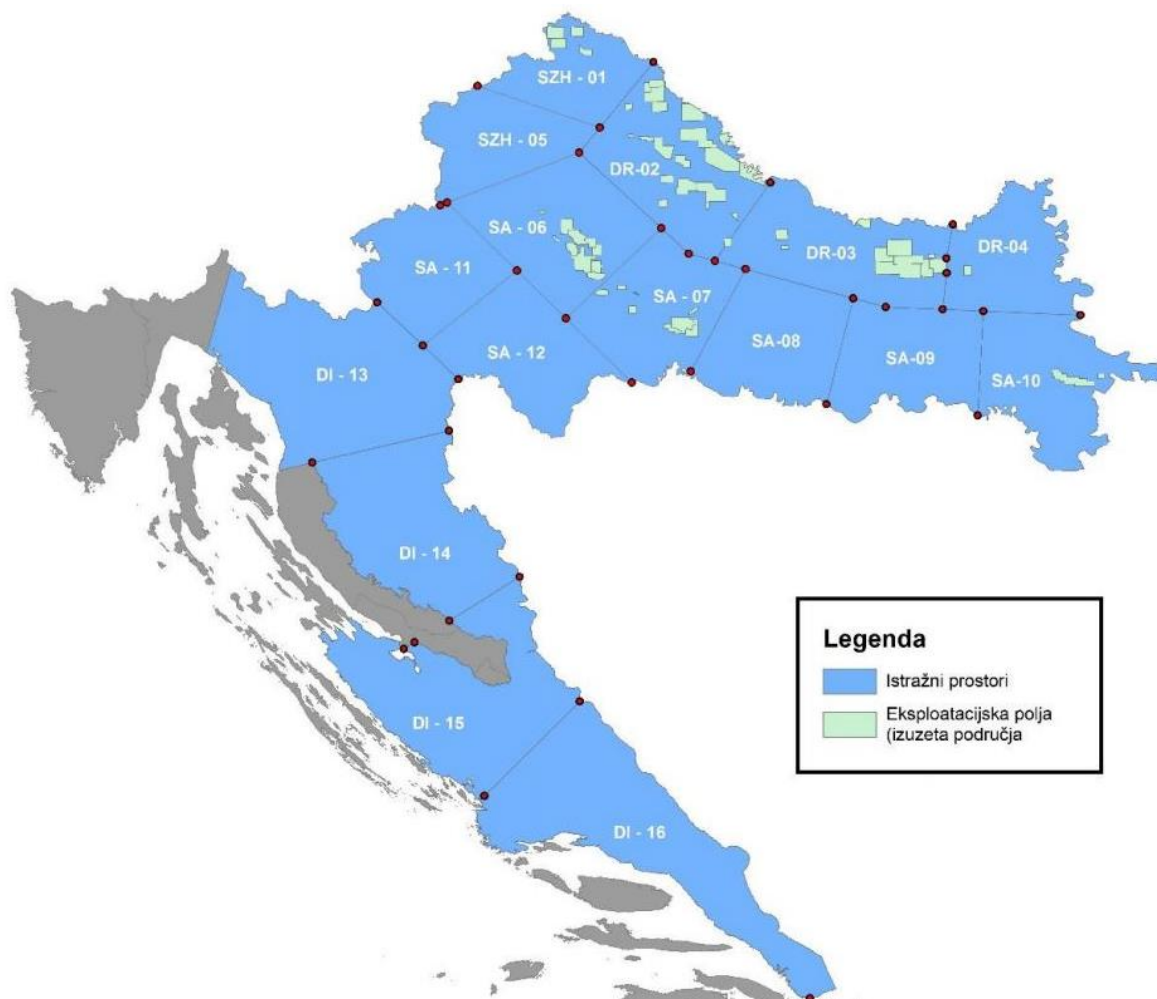 SZH - 01
SZH - 05
DR-02
SA - 06
DR-03
DR-04
SA - 11
SA - 07
SA-08
SA-09
SA - 12
SA-10
DI - 13
DI - 14
DI - 15
DI - 16
Legenda
Istražni prostori
Eksploatacijska polja
(izuzeta područja